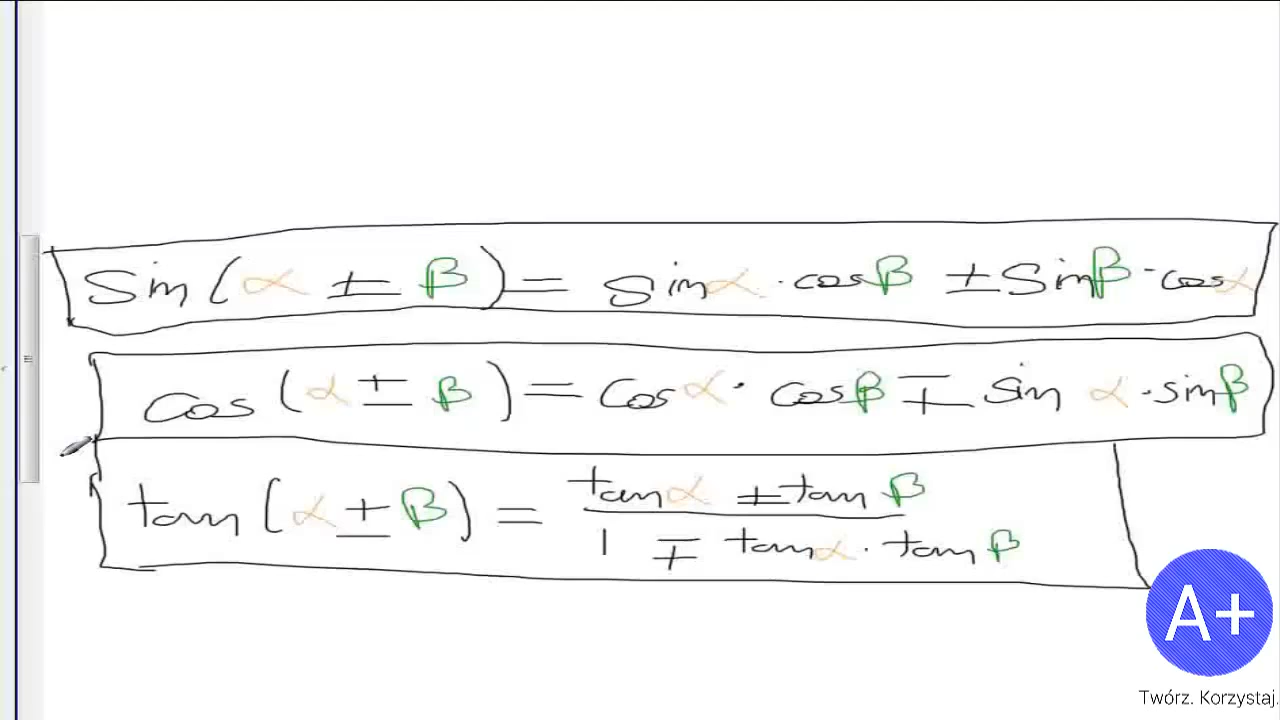 sin(α ± β) = sinα · cosβ ± sinβ · cosα
cos(α ± β) = cosα · cosβ ∓ sin α · sinβ
tan(α ± β) = tanα ± tanβ
1 ∓ tanα · tanβ
A+
Twórz. Korzystaj.